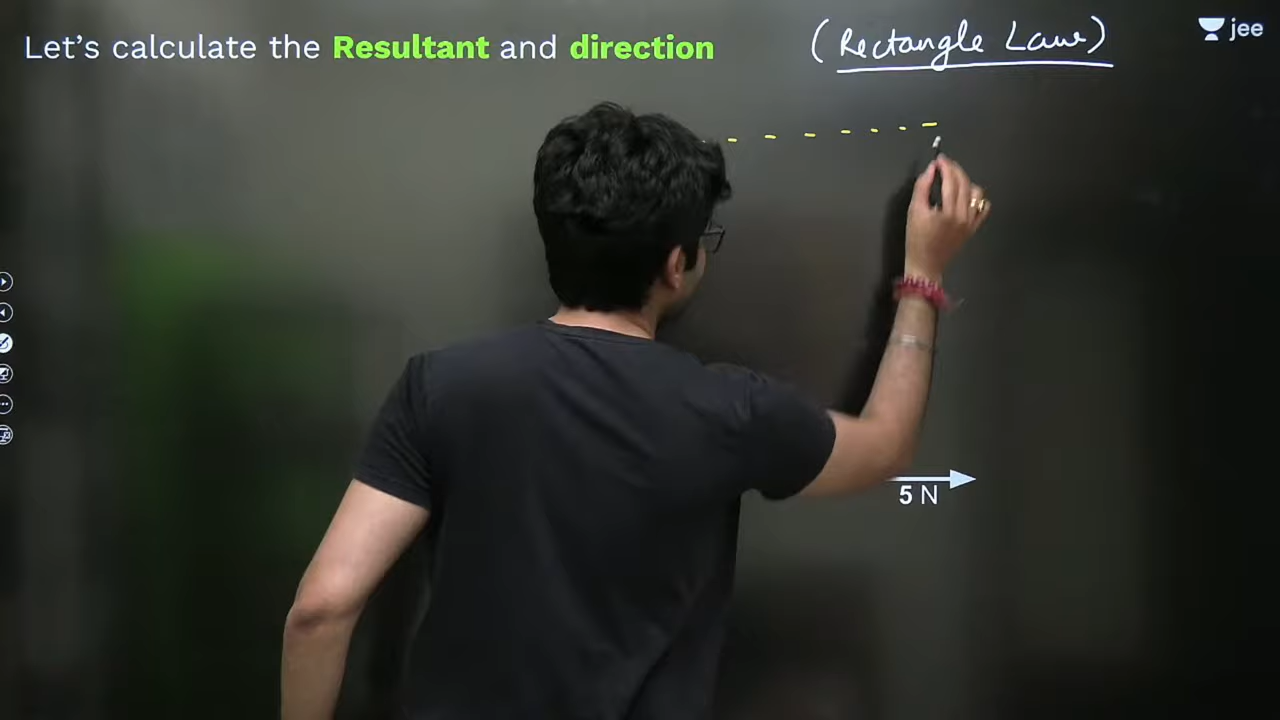 Let's calculate the Resultant and direction
(Rectangle Law)
jee
5 N